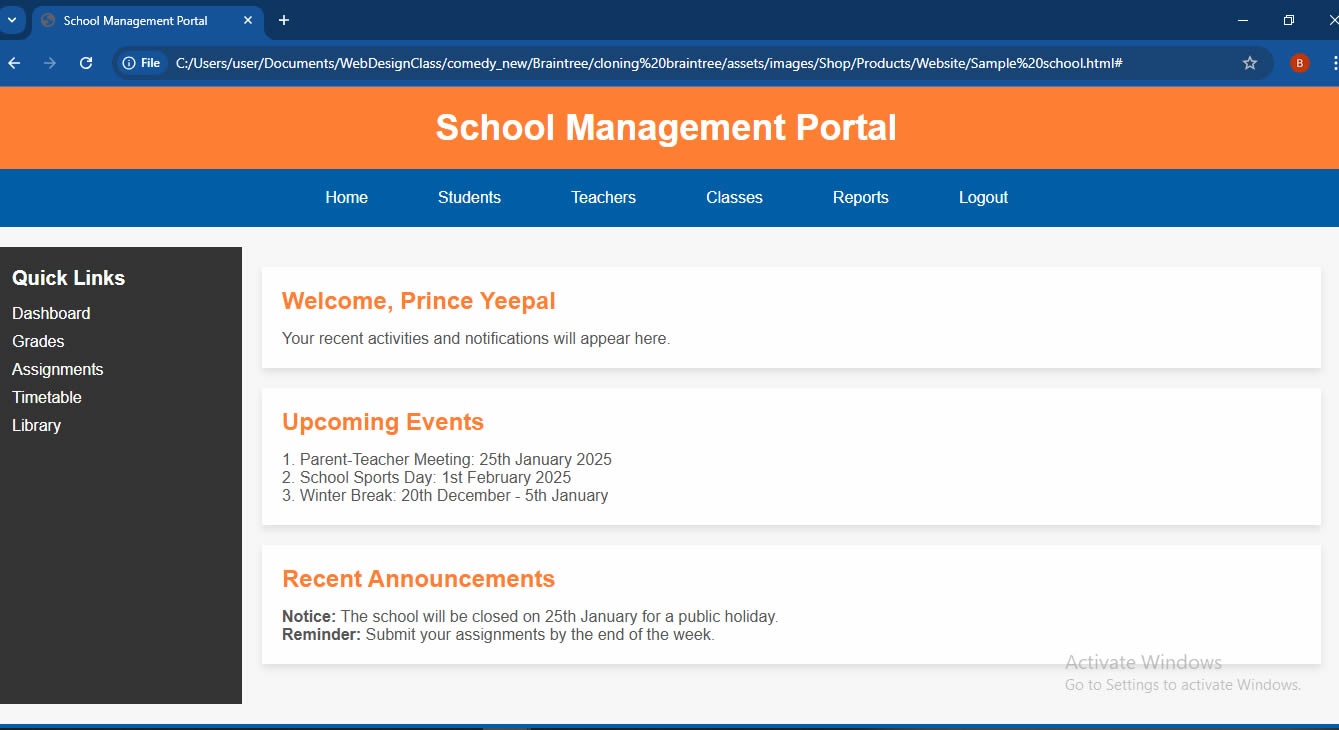 School Management Portal
File
C:/Users/user/Documents/WebDesignClass/comedy_new/Braintree/cloning%20braintree/assets/images/Shop/Products/Website/Sample%20school.html#
B
School Management Portal
Home Students Teachers Classes Reports Logout
Quick Links
Dashboard
Grades
Assignments
Timetable
Library
Welcome, Prince Yeepal
Your recent activities and notifications will appear here.
Upcoming Events
1. Parent-Teacher Meeting: 25th January 2025
2. School Sports Day: 1st February 2025
3. Winter Break: 20th December - 5th January
Recent Announcements
Notice: The school will be closed on 25th January for a public holiday.
Reminder: Submit your assignments by the end of the week.
Activate Windows
Go to Settings to activate Windows.